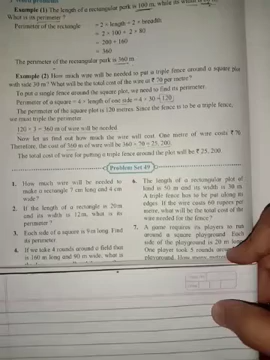 Example (1) The length of a rectangular park is 100 m, while its
What is its perimeter ?
Perimeter of the rectangle = 2 × length + 2 × breadth
= 2 × 100 + 2 × 80
= 200 + 160
= 360
The perimeter of the rectangular park is 360 m
Example (2) How much wire will be needed to put a triple fence around a square plot
with side 30 m ? What will be the total cost of the wire at ₹ 70 per metre ?
To put a single fence around the square plot, we need to find its perimeter.
Perimeter of a square = 4 × length of one side = 4 × 30 = 120
The perimeter of the square plot is 120 metres. Since the fence is to be a triple fence,
we must triple the perimeter.
120 × 3 = 360 m of wire will be needed.
Now let us find out how much the wire will cost. One metre of wire costs ₹ 70
Therefore, the cost of 360 m of wire will be 360 × 70 = 25,200.
The total cost of wire for putting a triple fence around the plot will be ₹ 25,200.
Problem Set 49
1. How much wire will be needed to
make a rectangle 7 cm long and 4 cm
wide ?
2. If the length of a rectangle is 20 m
and its width is 12 m, what is its
perimeter ?
3. Each side of a square is 9 m long. Find
its perimeter.
4. If we take 4 rounds around a field that
is 160 m long and 90 m wide, what is
6. The length of a rectangular plot of
land is 50 m and its width is 30 m.
A triple fence has to be put along its
edges. If the wire costs 60 rupees per
metre, what will be the total cost of the
wire needed for the fence ?
7. A game requires its players to run
around a square playground. Each
side of the playground is 20 m long
One player took 5 rounds around
playground. How many metres